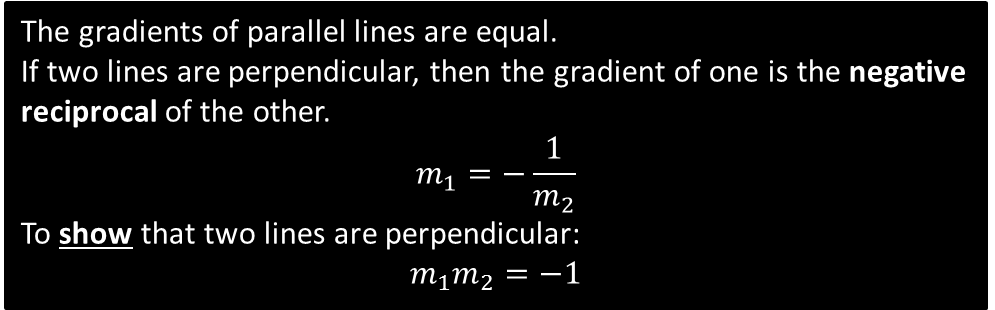 The gradients of parallel lines are equal.
If two lines are perpendicular, then the gradient of one is the negative
reciprocal of the other.
m₁ = −1/m₂
To show that two lines are perpendicular:
m₁m₂ = −1